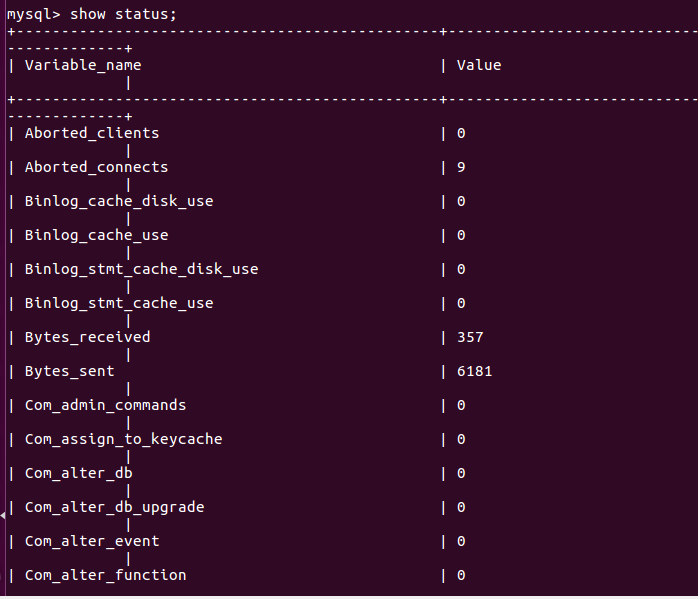 mysql> show status;
+-----------------------------------------------+----------------------------
-------------+
| Variable_name                                 | Value
             |
+-----------------------------------------------+----------------------------
-------------+
| Aborted_clients                               | 0
             |
| Aborted_connects                              | 9
             |
| Binlog_cache_disk_use                         | 0
             |
| Binlog_cache_use                              | 0
             |
| Binlog_stmt_cache_disk_use                    | 0
             |
| Binlog_stmt_cache_use                         | 0
             |
| Bytes_received                                | 357
             |
| Bytes_sent                                    | 6181
             |
| Com_admin_commands                            | 0
             |
| Com_assign_to_keycache                        | 0
             |
| Com_alter_db                                  | 0
             |
| Com_alter_db_upgrade                          | 0
             |
| Com_alter_event                               | 0
             |
| Com_alter_function                            | 0